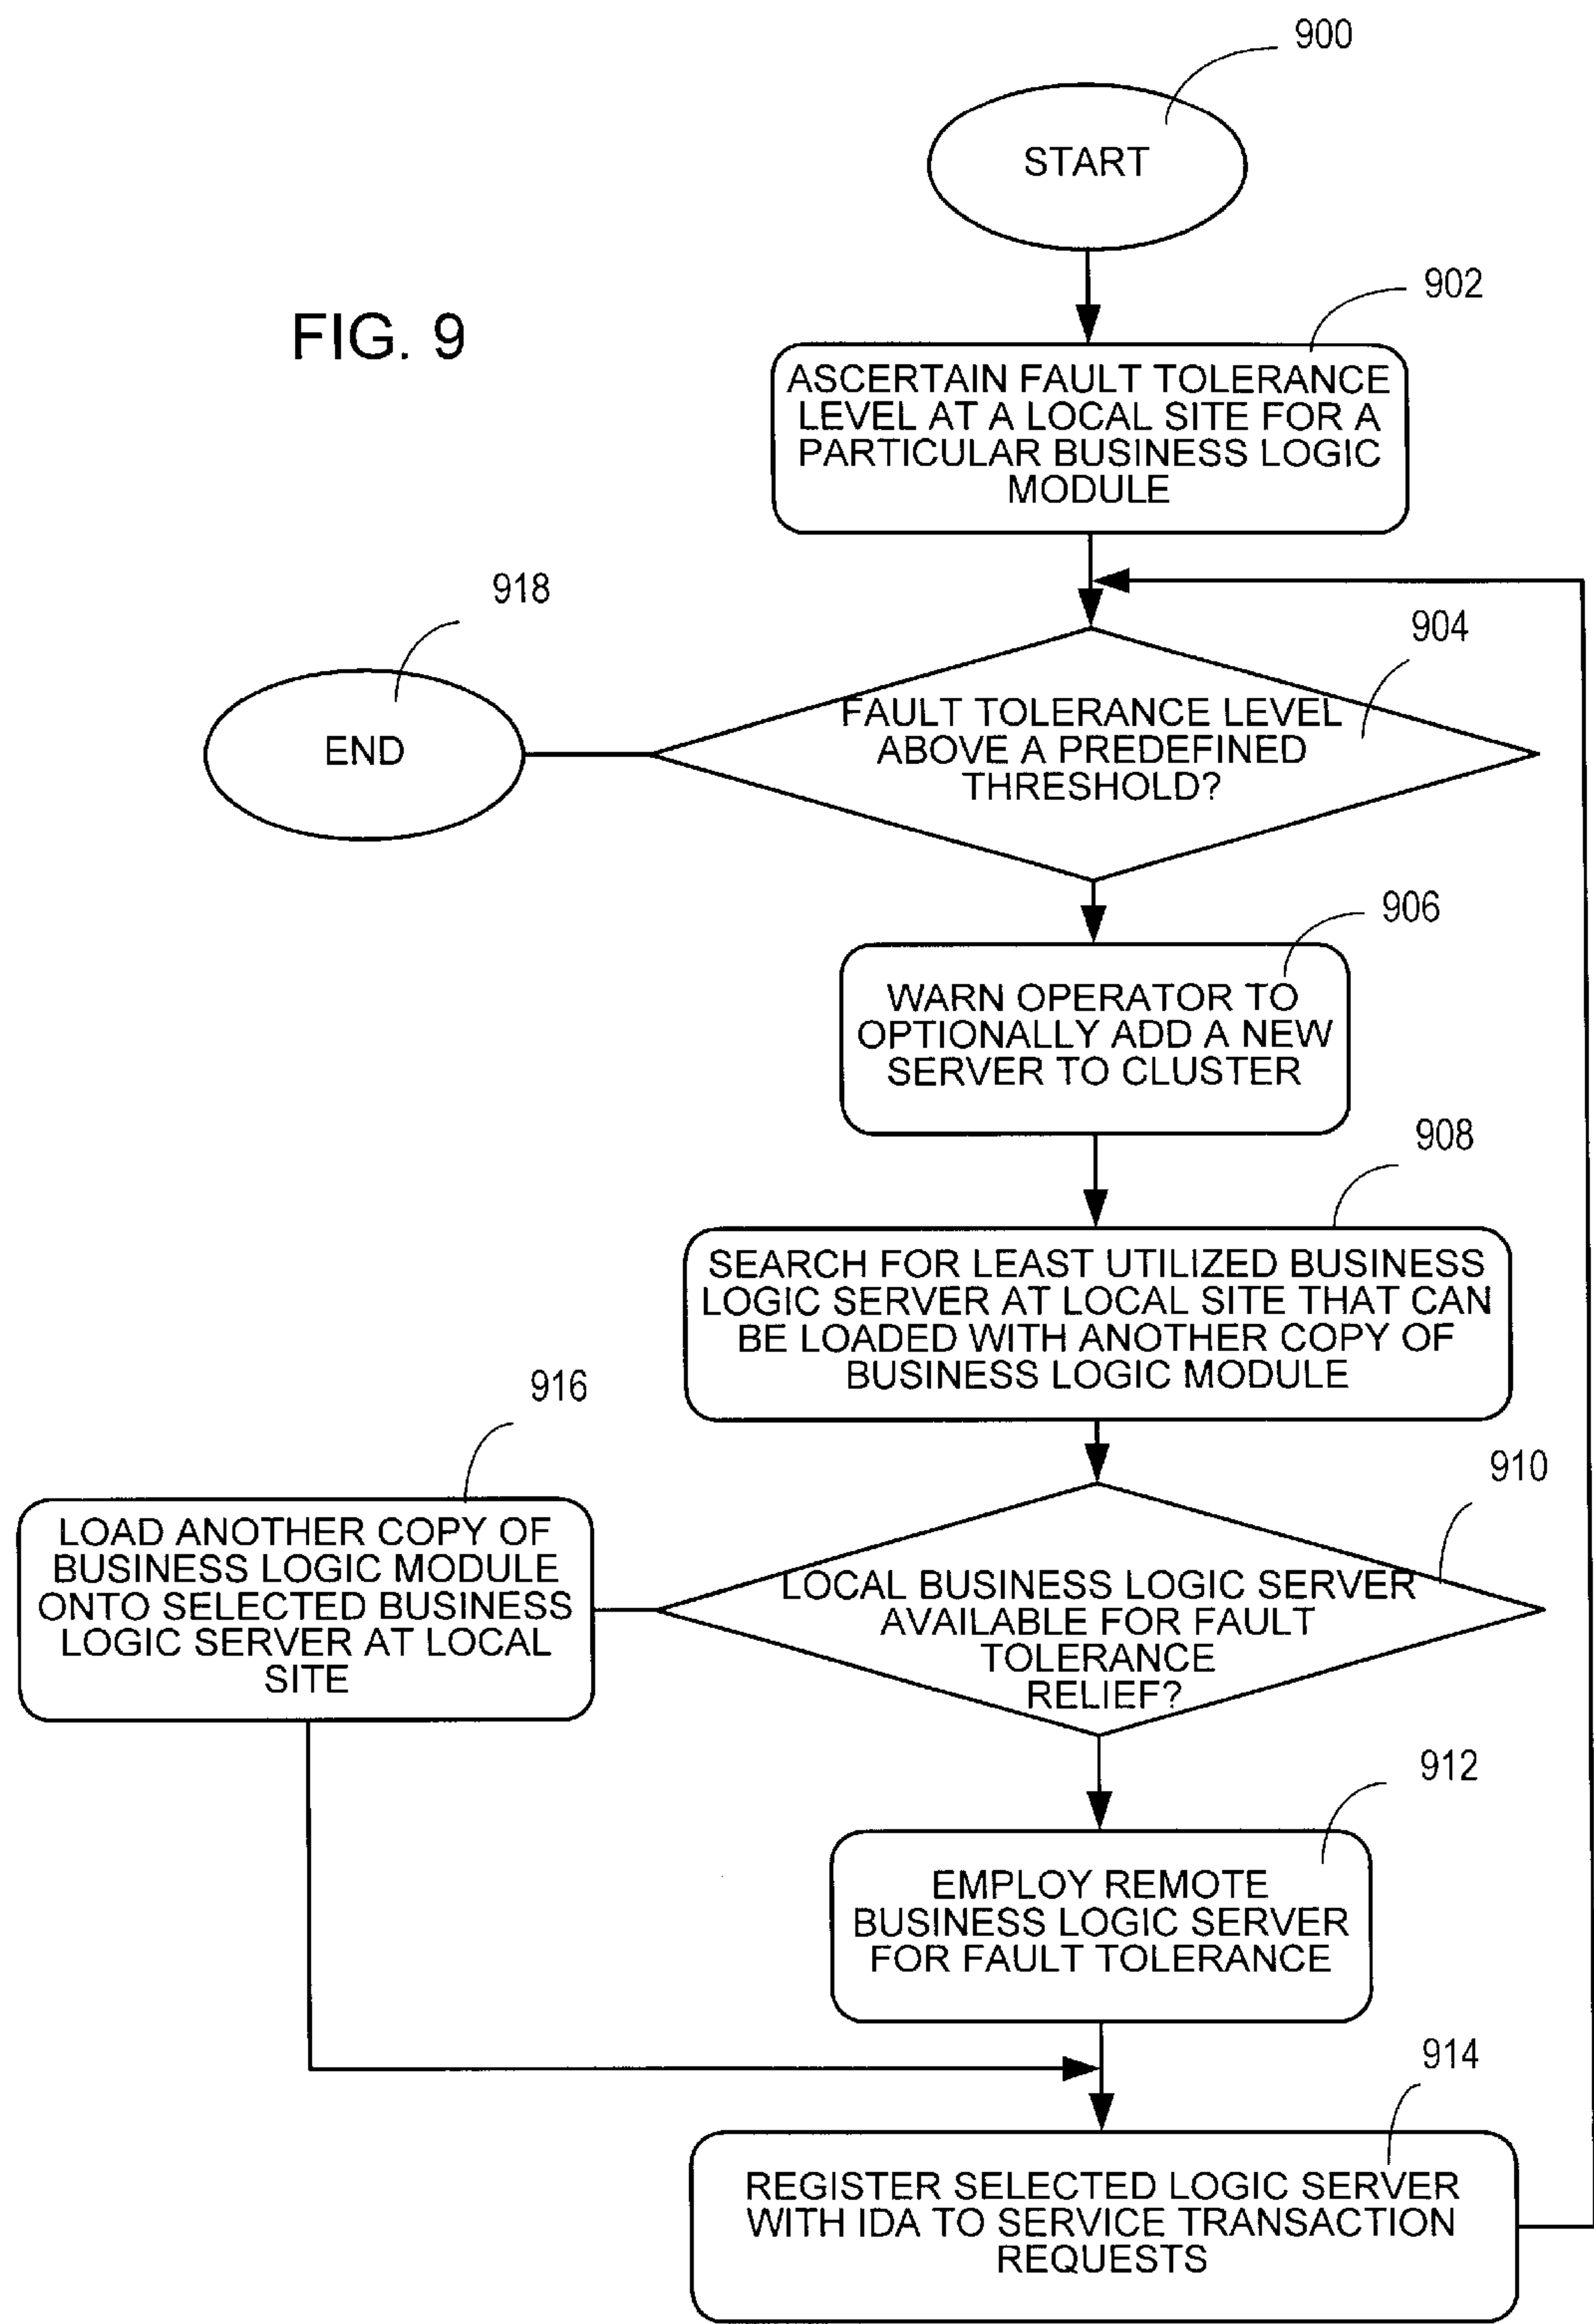 900
START
FIG. 9
902
ASCERTAIN FAULT TOLERANCE
LEVEL AT A LOCAL SITE FOR A
PARTICULAR BUSINESS LOGIC
MODULE
918
END
904
FAULT TOLERANCE LEVEL
ABOVE A PREDEFINED
THRESHOLD?
906
WARN OPERATOR TO
OPTIONALLY ADD A NEW
SERVER TO CLUSTER
908
SEARCH FOR LEAST UTILIZED BUSINESS
LOGIC SERVER AT LOCAL SITE THAT CAN
BE LOADED WITH ANOTHER COPY OF
BUSINESS LOGIC MODULE
916
LOAD ANOTHER COPY OF
BUSINESS LOGIC MODULE
ONTO SELECTED BUSINESS
LOGIC SERVER AT LOCAL
SITE
910
LOCAL BUSINESS LOGIC SERVER
AVAILABLE FOR FAULT
TOLERANCE
RELIEF?
912
EMPLOY REMOTE
BUSINESS LOGIC SERVER
FOR FAULT TOLERANCE
914
REGISTER SELECTED LOGIC SERVER
WITH IDA TO SERVICE TRANSACTION
REQUESTS